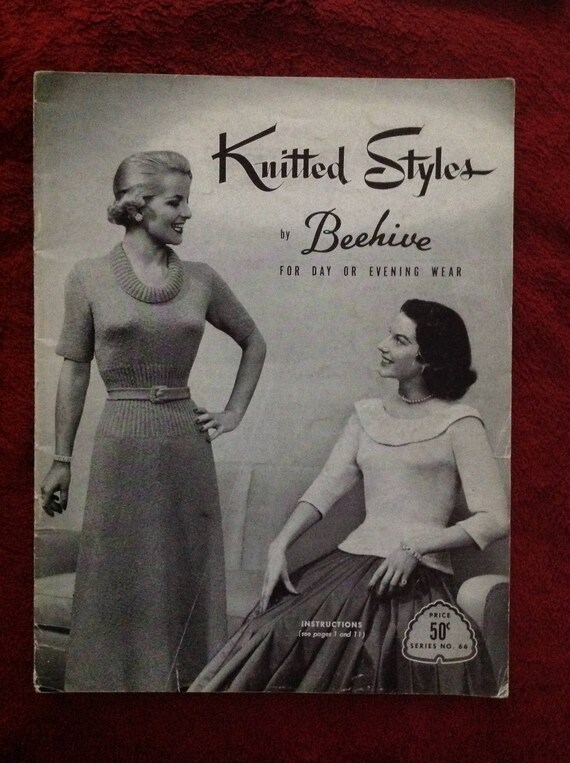 Knitted Styles
by Beehive
FOR DAY OR EVENING WEAR
INSTRUCTIONS
(see pages 1 and 11)
PRICE
50¢
SERIES NO. 66